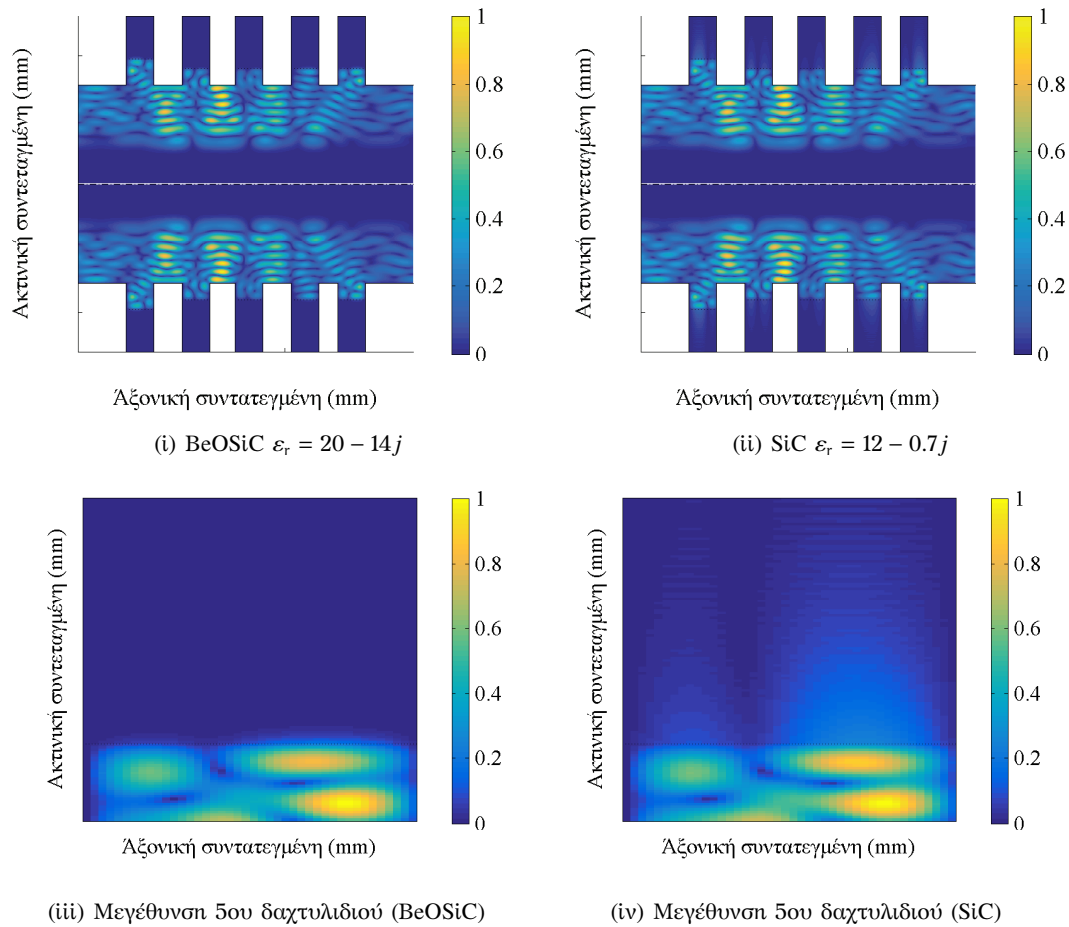 1
0.8
0.6
0.4
0.2
0
Ακτινική συντεταγμένη (mm)
Άξονική συντατεγμένη (mm)
(i) BeOSiC εr = 20 − 14j
1
0.8
0.6
0.4
0.2
0
Ακτινική συντεταγμένη (mm)
Άξονική συντατεγμένη (mm)
(ii) SiC εr = 12 − 0.7j
1
0.8
0.6
0.4
0.2
0
Ακτινική συντεταγμένη (mm)
Άξονική συντατεγμένη (mm)
(iii) Μεγέθυνση 5ου δαχτυλιδιού (BeOSiC)
1
0.8
0.6
0.4
0.2
0
Ακτινική συντεταγμένη (mm)
Άξονική συντατεγμένη (mm)
(iv) Μεγέθυνση 5ου δαχτυλιδιού (SiC)